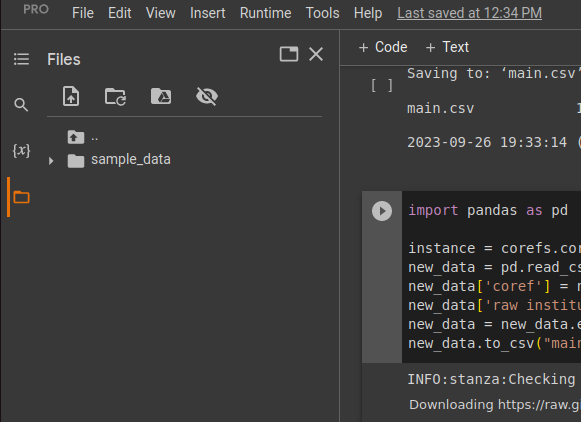 PRO
File Edit View Insert Runtime Tools Help Last saved at 12:34 PM
Files
+ Code + Text
{x}
..
sample_data
Saving to: ‘main.csv’
[ ]
main.csv
2023-09-26 19:33:14 (
import pandas as pd
instance = corefs.cor
new_data = pd.read_cs
new_data['coref'] = n
new_data['raw institu
new_data = new_data.e
new_data.to_csv("main
INFO:stanza:Checking
Downloading https://raw.g